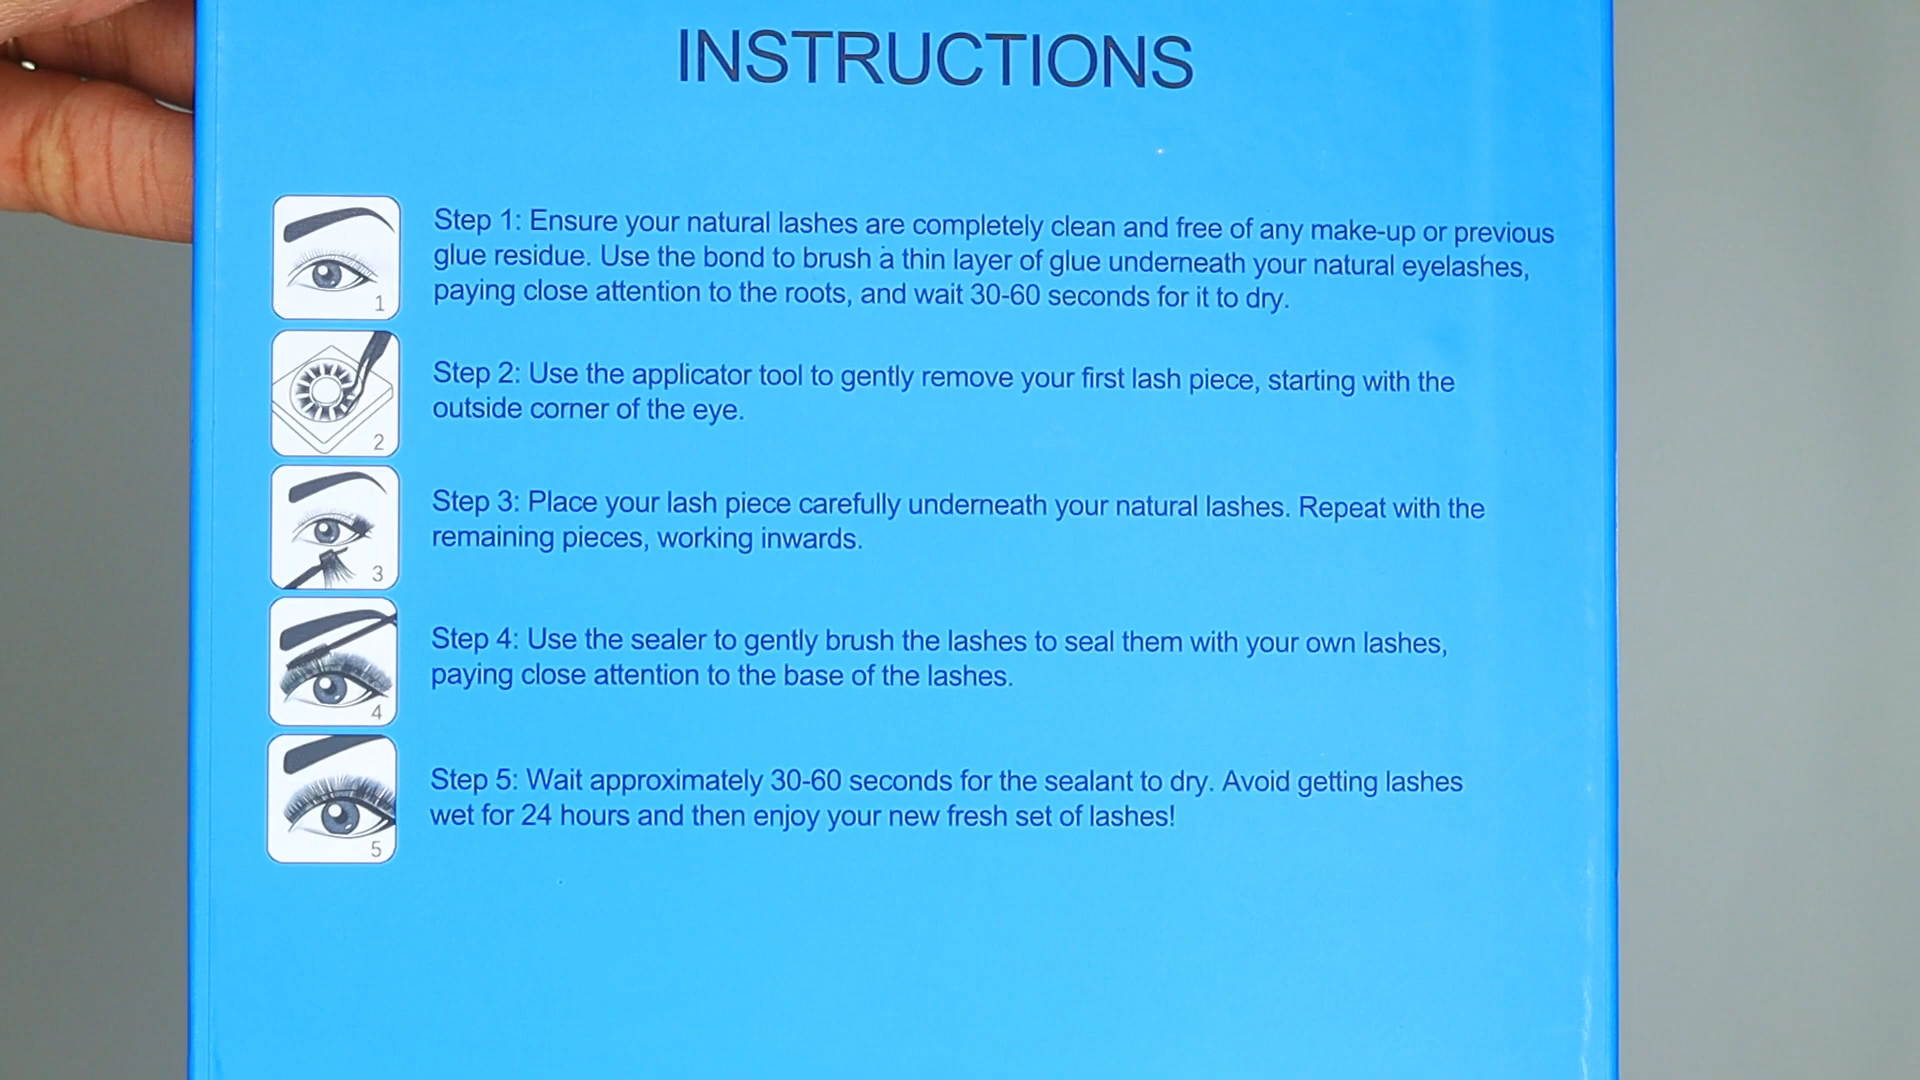 INSTRUCTIONS
Step 1: Ensure your natural lashes are completely clean and free of any make-up or previous
glue residue. Use the bond to brush a thin layer of glue underneath your natural eyelashes,
paying close attention to the roots, and wait 30-60 seconds for it to dry.
1
Step 2: Use the applicator tool to gently remove your first lash piece, starting with the
outside corner of the eye.
2
Step 3: Place your lash piece carefully underneath your natural lashes. Repeat with the
remaining pieces, working inwards.
3
Step 4: Use the sealer to gently brush the lashes to seal them with your own lashes,
paying close attention to the base of the lashes.
4
Step 5: Wait approximately 30-60 seconds for the sealant to dry. Avoid getting lashes
wet for 24 hours and then enjoy your new fresh set of lashes!
5